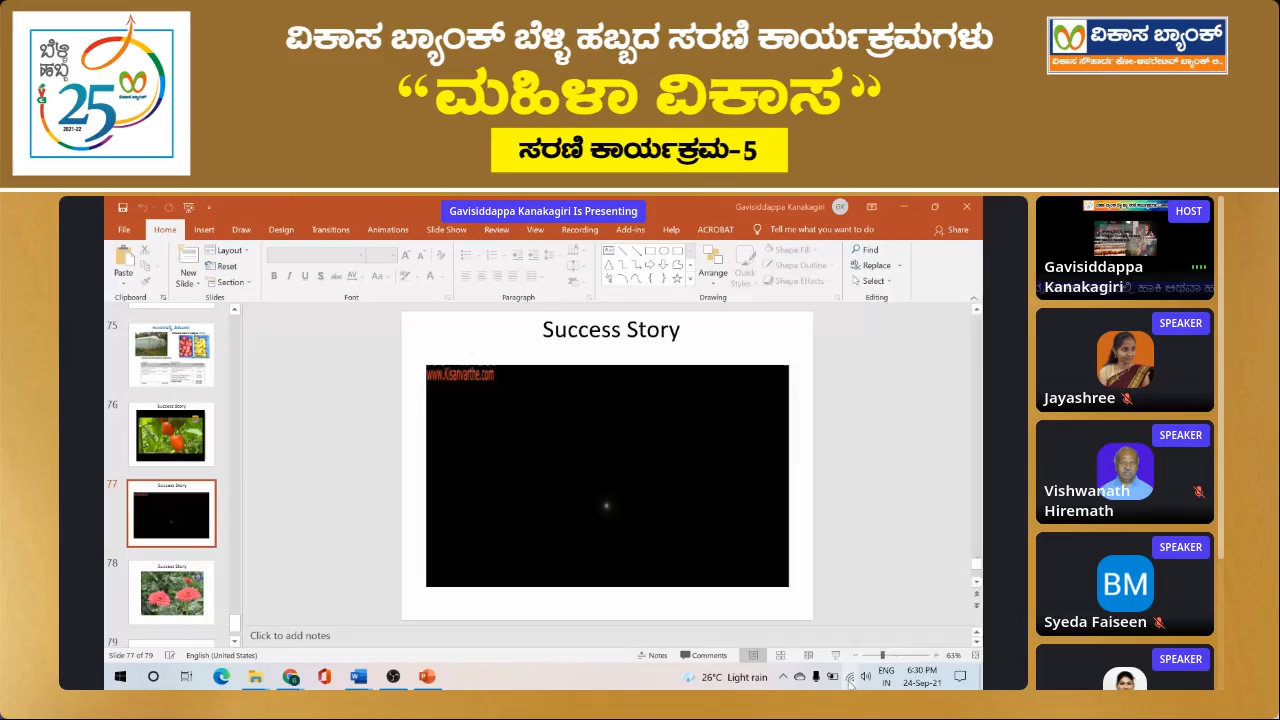 ಬೆಳ್ಳಿ
ಹಬ್ಬ
25
2021-22
ವಿಕಾಸ ಬ್ಯಾಂಕ್ ಬೆಳ್ಳಿ ಹಬ್ಬದ ಸರಣಿ ಕಾರ್ಯಕ್ರಮಗಳು
“ಮಹಿಳಾ ವಿಕಾಸ”
ಸರಣಿ ಕಾರ್ಯಕ್ರಮ-5
ವಿಕಾಸ ಬ್ಯಾಂಕ್
ವಿಕಾಸ ಸೌಹಾರ್ದ ಕೋ-ಆಪರೇಟಿವ್ ಬ್ಯಾಂಕ್ ಲಿ.,
Gavisiddappa Kanakagiri Is Presenting
Gavisiddappa Kanakagiri GK
File Home Insert Draw Design Transitions Animations Slide Show Review View Recording Add-ins Help ACROBAT Tell me what you want to do Share
Paste
New
Slide
Layout
Reset
Section
Arrange
Quick
Styles
Shape Fill
Shape Outline
Shape Effects
Find
Replace
Select
Clipboard Slides Font Paragraph Drawing Editing
75
76
Success Story
77
Success Story
78
Success Story
79
Success Story
www.Kisanvarthe.com
Click to add notes
Slide 77 of 79 English (United States) Notes Comments 63%
26°C Light rain
ENG
IN
6:30 PM
24-Sep-21
HOST
Gavisiddappa
Kanakagiri
SPEAKER
Jayashree
SPEAKER
Vishwanath
Hiremath
SPEAKER
BM
Syeda Faiseen
SPEAKER